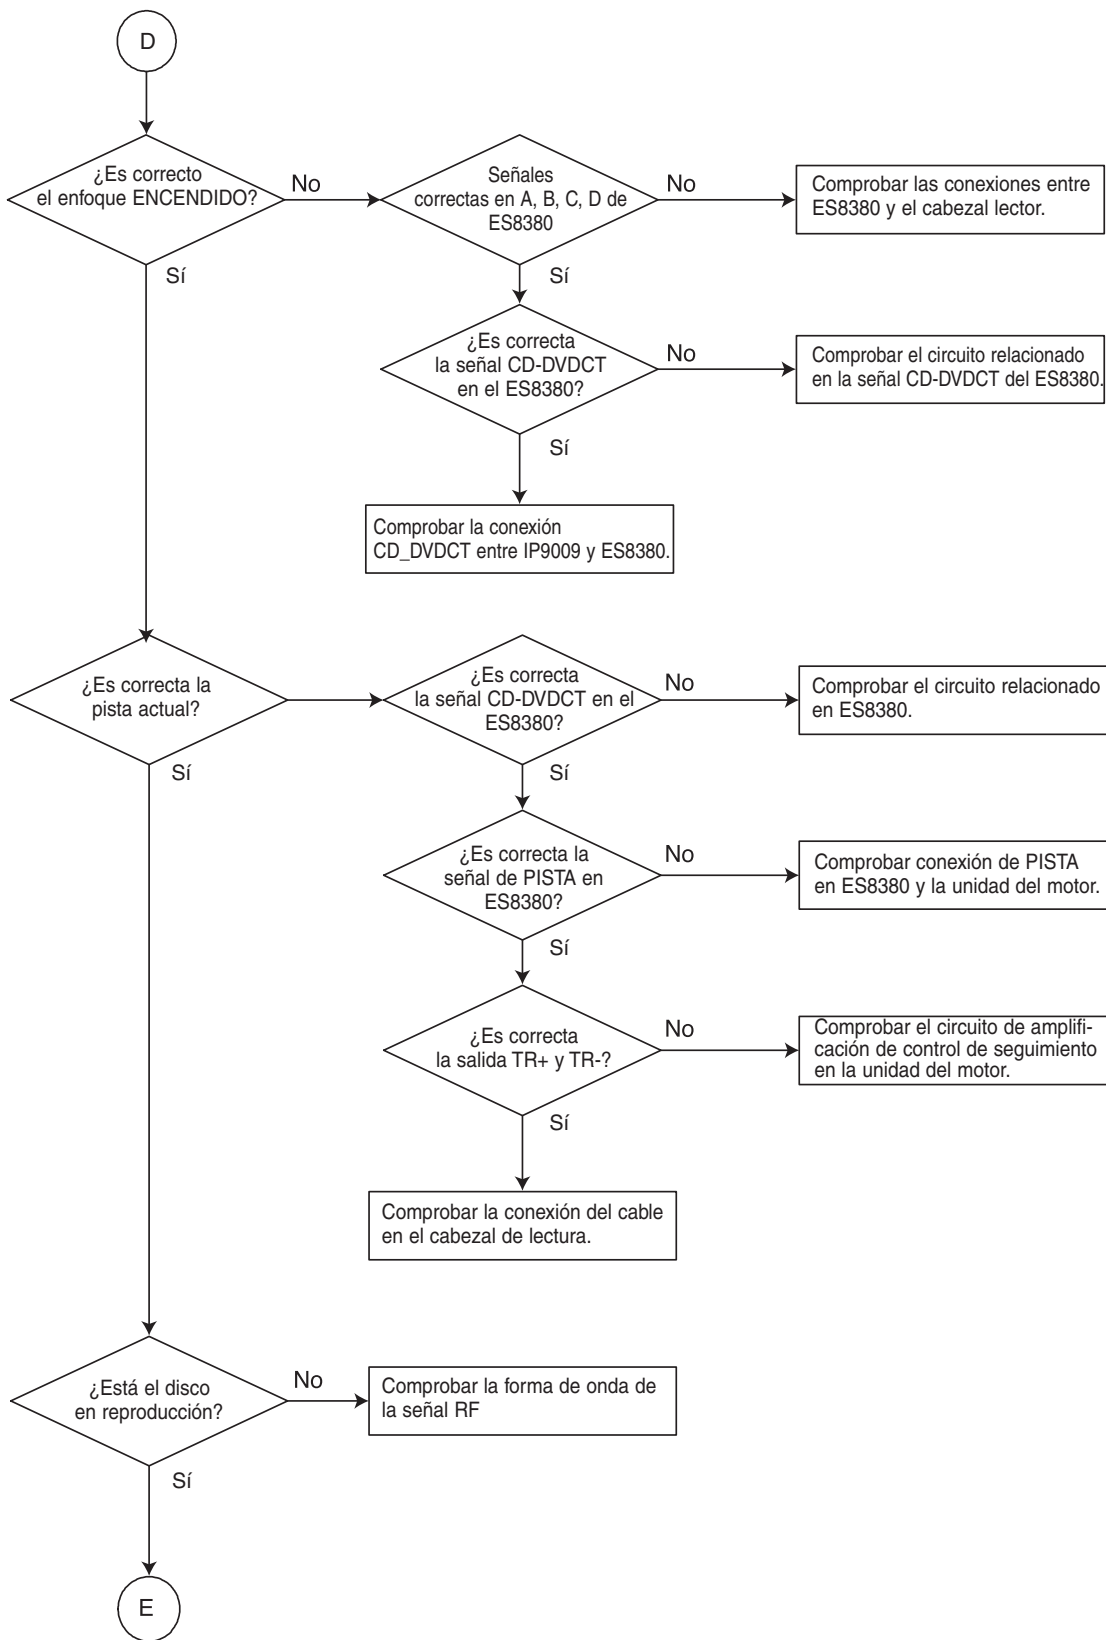 D
¿Es correcto
el enfoque ENCENDIDO?
No
Señales
correctas en A, B, C, D de
ES8380
No
Comprobar las conexiones entre
ES8380 y el cabezal lector.
Sí
Sí
¿Es correcta
la señal CD-DVDCT
en el ES8380?
No
Comprobar el circuito relacionado
en la señal CD-DVDCT del ES8380.
Sí
Comprobar la conexión
CD_DVDCT entre IP9009 y ES8380.
¿Es correcta la
pista actual?
¿Es correcta
la señal CD-DVDCT en el
ES8380?
No
Comprobar el circuito relacionado
en ES8380.
Sí
Sí
¿Es correcta la
señal de PISTA en
ES8380?
No
Comprobar conexión de PISTA
en ES8380 y la unidad del motor.
Sí
¿Es correcta
la salida TR+ y TR-?
No
Comprobar el circuito de amplifi-
cación de control de seguimiento
en la unidad del motor.
Sí
Comprobar la conexión del cable
en el cabezal de lectura.
¿Está el disco
en reproducción?
No
Comprobar la forma de onda de
la señal RF
Sí
E